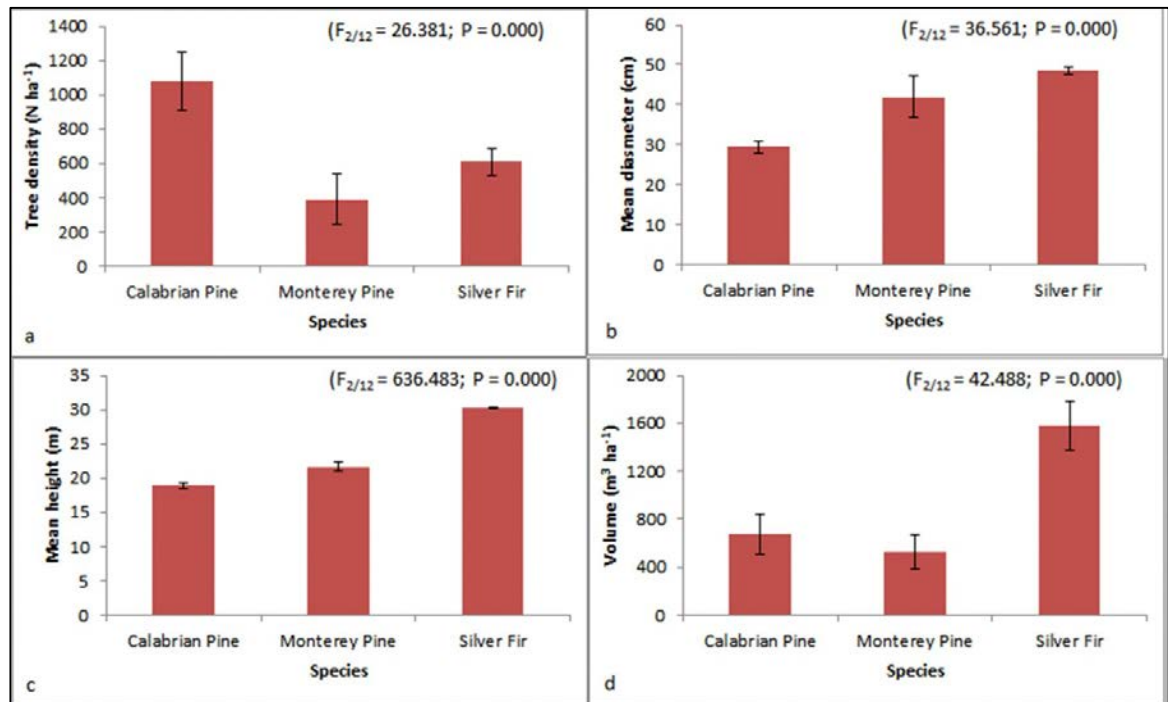 (F2/12 = 26.381; P = 0.000)
Tree density (N ha-1)
1400
1200
1000
800
600
400
200
0
Calabrian Pine Monterey Pine Silver Fir
Species
a
(F2/12 = 36.561; P = 0.000)
Mean diasmeter (cm)
60
50
40
30
20
10
0
Calabrian Pine Monterey Pine Silver Fir
Species
b
(F2/12 = 636.483; P = 0.000)
Mean height (m)
35
30
25
20
15
10
5
0
Calabrian Pine Monterey Pine Silver Fir
Species
c
(F2/12 = 42.488; P = 0.000)
Volume (m3 ha-1)
2000
1600
1200
800
400
0
Calabrian Pine Monterey Pine Silver Fir
Species
d